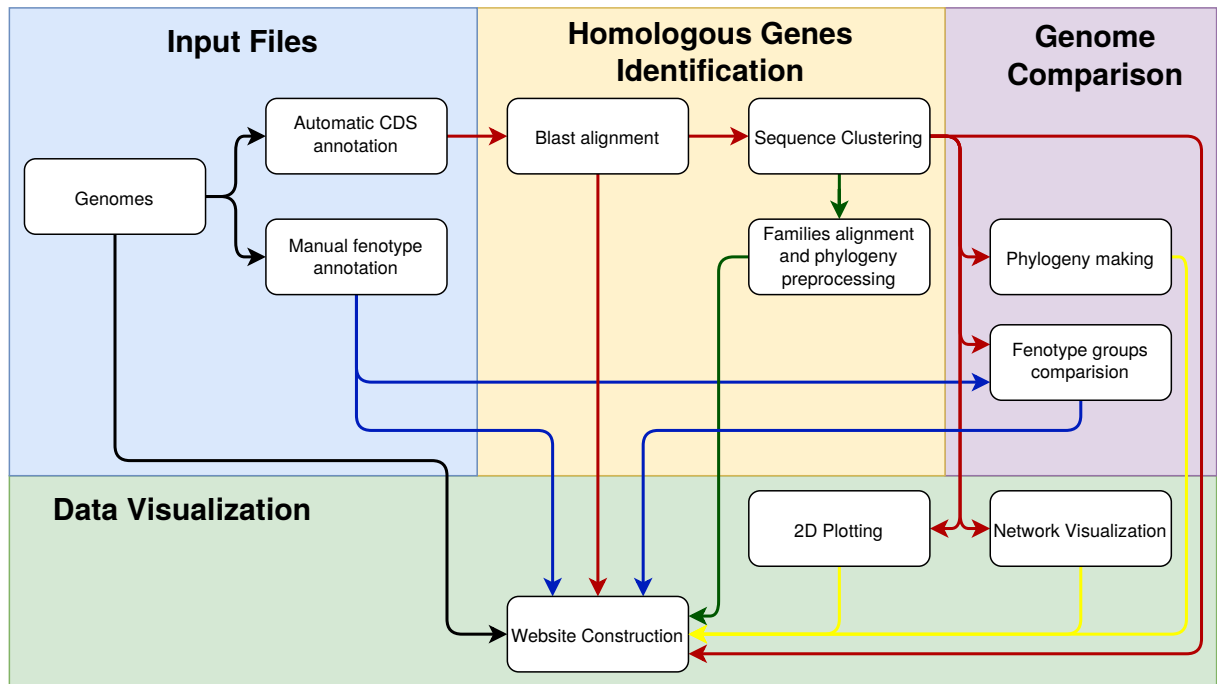 Input Files
Homologous Genes
Identification
Genome
Comparison
Automatic CDS
annotation
Blast alignment
Sequence Clustering
Genomes
Manual fenotype
annotation
Families alignment
and phylogeny
preprocessing
Phylogeny making
Fenotype groups
comparision
Data Visualization
2D Plotting
Network Visualization
Website Construction